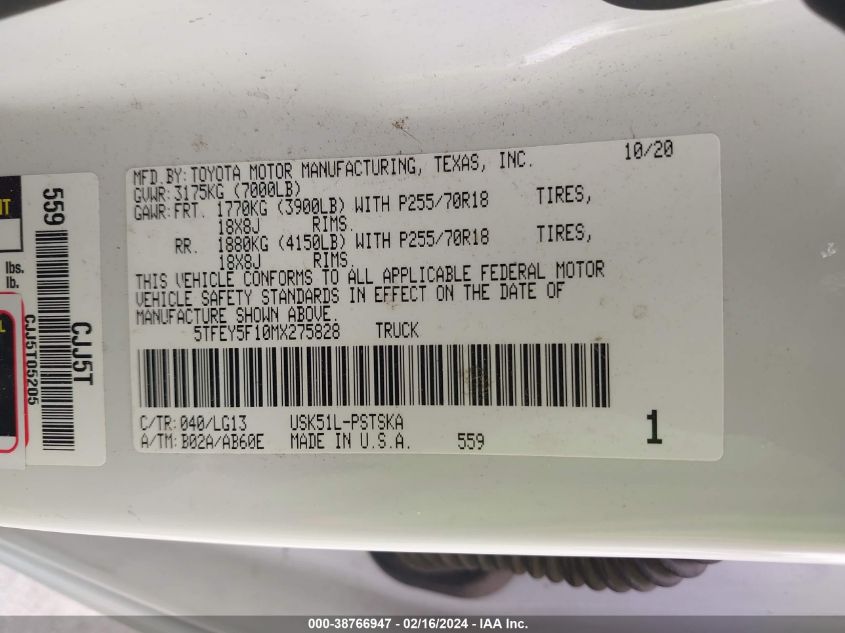 MFD BY: TOYOTA MOTOR MANUFACTURING, TEXAS, INC. 10/20
GVWR: 3175KG (7000LB)
GAWR: FRT. 1770KG (3900LB) WITH P255/70R18 TIRES,
18X8J RIMS.
RR. 1880KG (4150LB) WITH P255/70R18 TIRES,
18X8J RIMS.
THIS VEHICLE CONFORMS TO ALL APPLICABLE FEDERAL MOTOR
VEHICLE SAFETY STANDARDS IN EFFECT ON THE DATE OF
MANUFACTURE SHOWN ABOVE.
5TFEY5F10MX275828 TRUCK
C/TR: 040/LG13 USK51L-PSTSKA
A/TM: B02A/AB60E MADE IN U.S.A. 559
1
559
CJJ5T
CJJ5T05205
lbs.
lb.
000-38766947 - 02/16/2024 - IAA Inc.